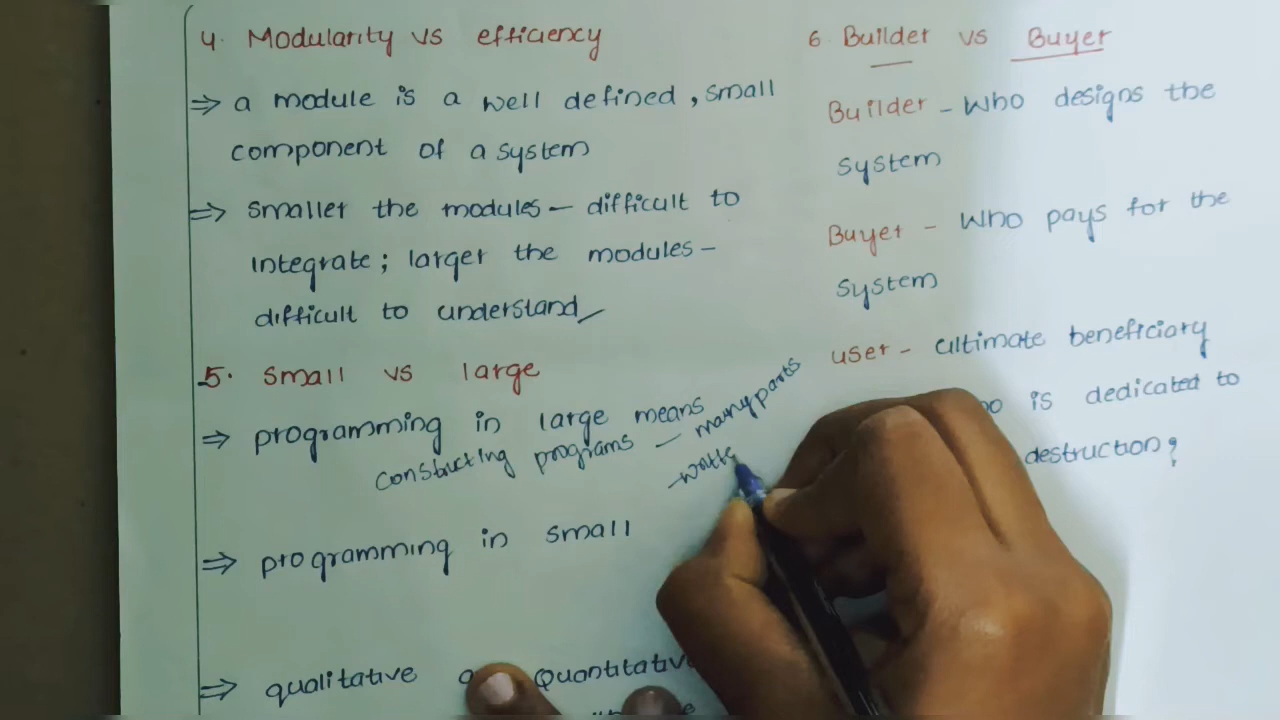 4. Modularity vs efficiency
⇒ a module is a well defined, small
component of a system
⇒ smaller the modules - difficult to
integrate; larger the modules -
difficult to understand
5. small vs large
⇒ programming in large means
constructing programs - many parts
⇒ programming in small
⇒ qualitative Quantitative
6. Builder vs Buyer
Builder - Who designs the
system
Buyer - Who pays for the
system
user - ultimate beneficiary
is dedicated to
destruction?